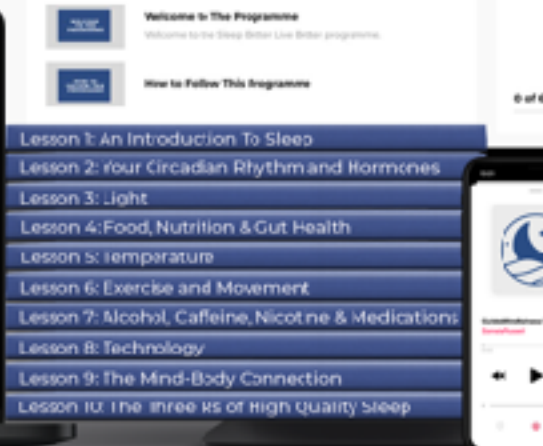 Welcome to The Programme
Welcome to the Sleep Better Live Better programme.
How to Follow This Programme
0 of
Lesson 1: An Introduction To Sleep
Lesson 2: Your Circadian Rhythm and Hormones
Lesson 3: Light
Lesson 4: Food, Nutrition & Gut Health
Lesson 5: Temperature
Lesson 6: Exercise and Movement
Lesson 7: Alcohol, Caffeine, Nicotine & Medications
Lesson 8: Technology
Lesson 9: The Mind-Body Connection
Lesson 10: The Three Rs of High Quality Sleep